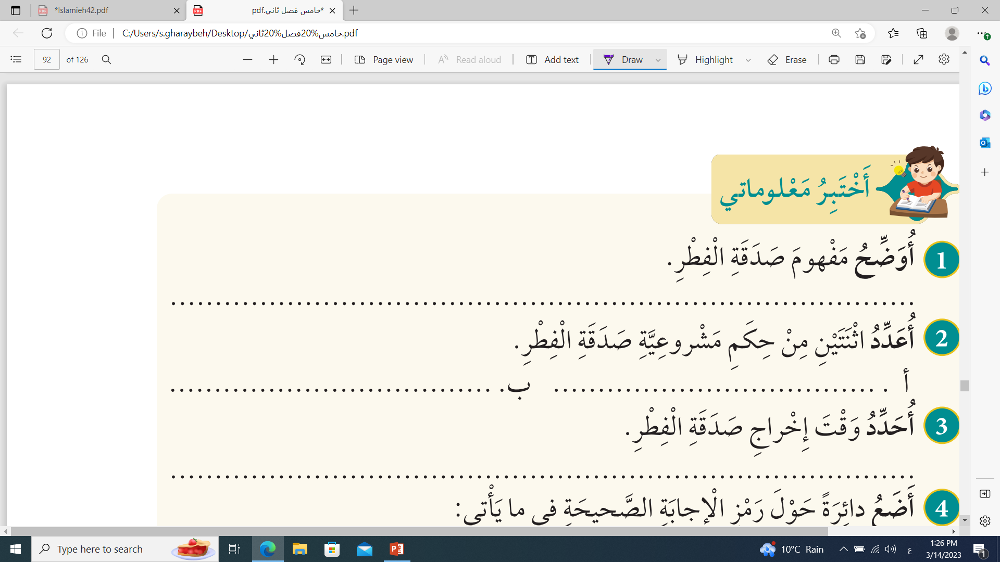 *Islamieh42.pdf
*خامس فصل ثاني.pdf
File
C:/Users/s.gharaybeh/Desktop/خامس%20فصل%20ثاني.pdf
92 of 126
Page view
Read aloud
Add text
Draw
Highlight
Erase
أَخْتَبِرُ مَعْلوماتي
1 أُوَضِّحُ مَفْهومَ صَدَقَةِ الْفِطْرِ.
2 أُعَدِّدُ اثْنَتَيْنِ مِنْ حِكَمِ مَشْروعِيَّةِ صَدَقَةِ الْفِطْرِ.
أ . .................................... ب. ....................................
3 أُحَدِّدُ وَقْتَ إِخْراجِ صَدَقَةِ الْفِطْرِ.
4 أَضَعُ دائِرَةً حَوْلَ رَمْزِ الْإجابَةِ الصَّحيحَةِ في ما يَأْتي:
Type here to search
10°C Rain
ع
1:26 PM
3/14/2023
1